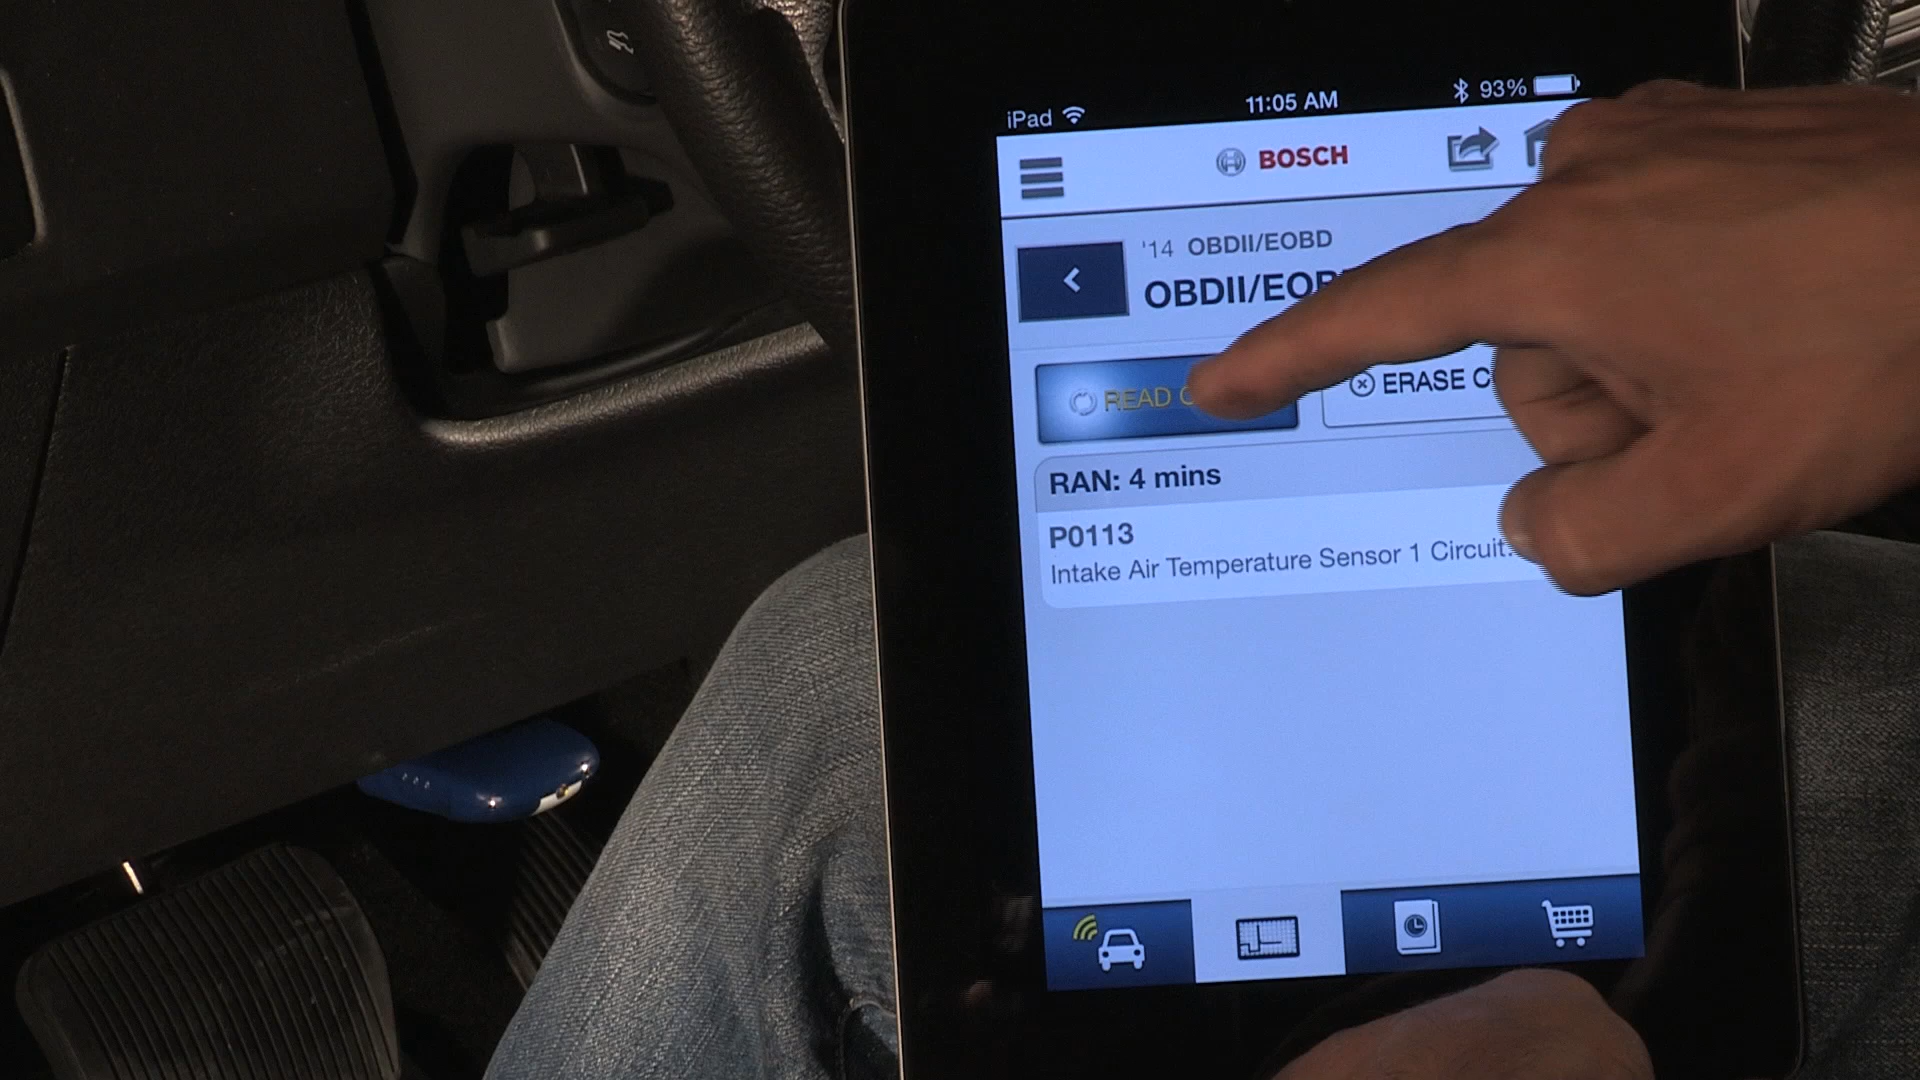 iPad 11:05 AM 93%
BOSCH
'14 OBDII/EOBD
OBDII/EOB
READ ERASE
RAN: 4 mins
P0113
Intake Air Temperature Sensor 1 Circuit